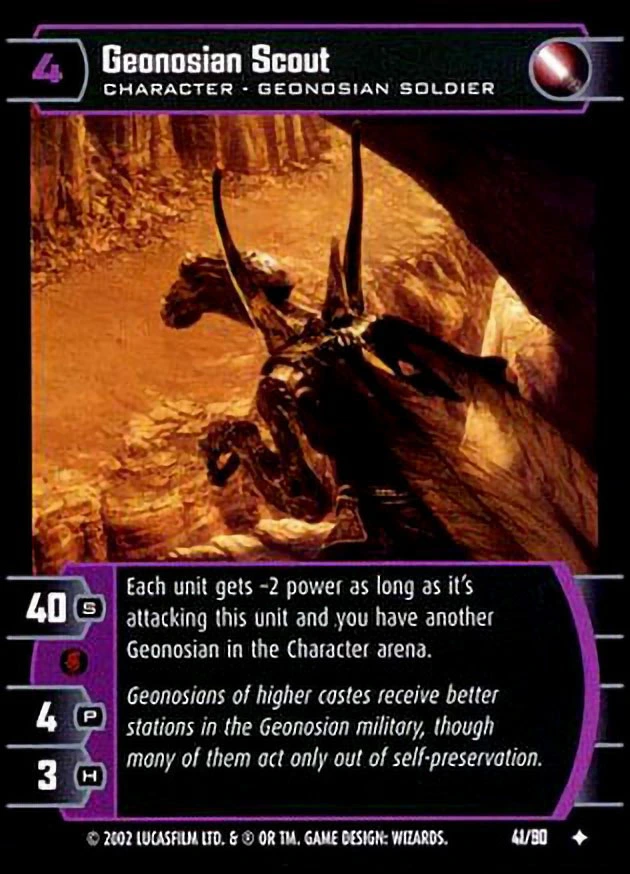 4
Geonosian Scout
CHARACTER · GEONOSIAN SOLDIER
40 S
Each unit gets -2 power as long as it's
attacking this unit and you have another
Geonosian in the Character arena.
4 P
Geonosians of higher castes receive better
stations in the Geonosian military, though
many of them act only out of self-preservation.
3 H
© 2002 LUCASFILM LTD. & ® OR TM. GAME DESIGN: WIZARDS.
41/90